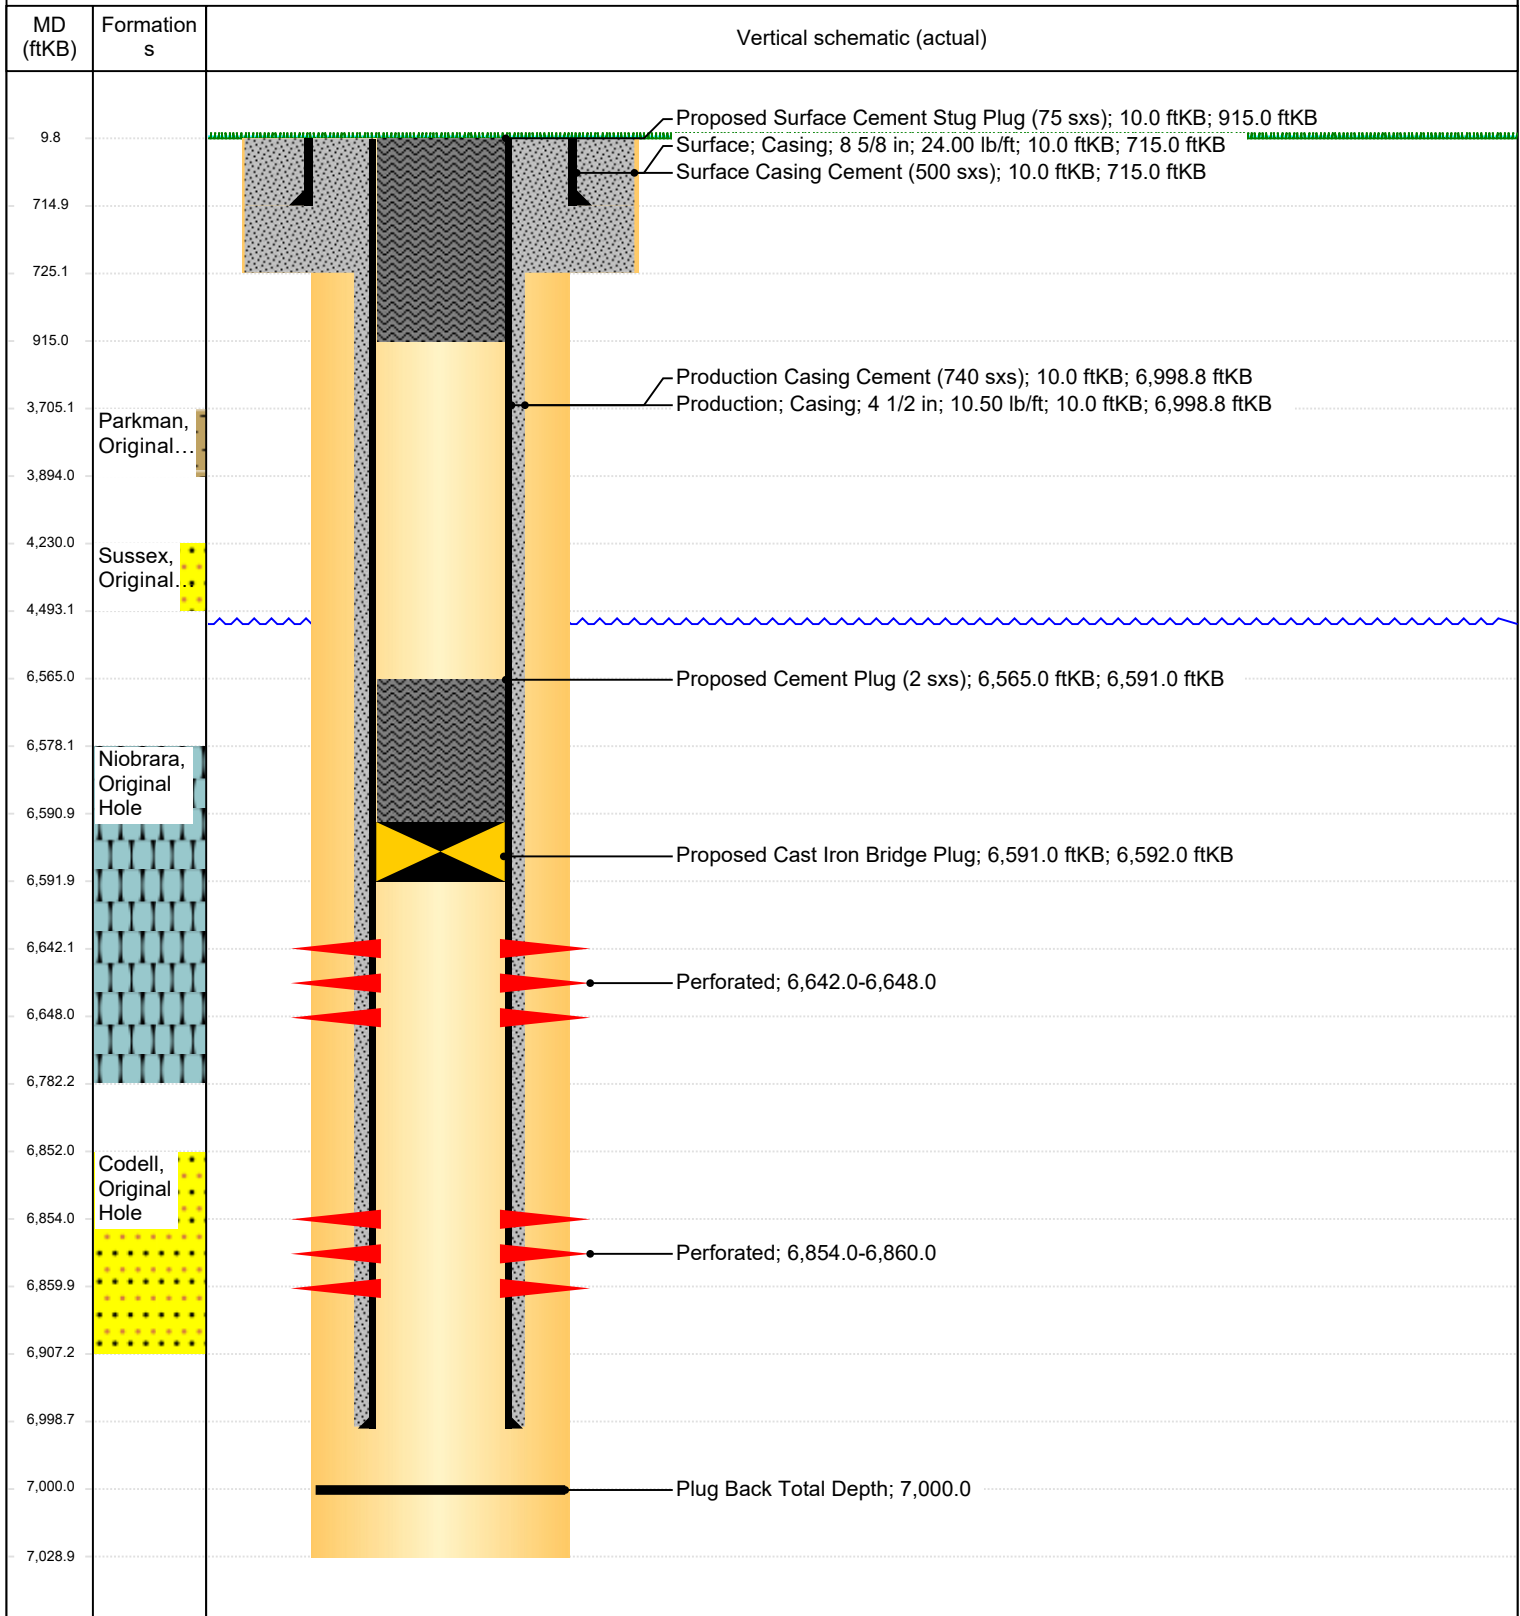 MD
(ftKB)
Formation
s
Vertical schematic (actual)
9.8
714.9
725.1
915.0
3,705.1
3,894.0
4,230.0
4,493.1
6,565.0
6,578.1
6,590.9
6,591.9
6,642.1
6,648.0
6,782.2
6,852.0
6,854.0
6,859.9
6,907.2
6,998.7
7,000.0
7,028.9
Parkman,
Original...
Sussex,
Original...
Niobrara,
Original
Hole
Codell,
Original
Hole
Proposed Surface Cement Stug Plug (75 sxs); 10.0 ftKB; 915.0 ftKB
Surface; Casing; 8 5/8 in; 24.00 lb/ft; 10.0 ftKB; 715.0 ftKB
Surface Casing Cement (500 sxs); 10.0 ftKB; 715.0 ftKB
Production Casing Cement (740 sxs); 10.0 ftKB; 6,998.8 ftKB
Production; Casing; 4 1/2 in; 10.50 lb/ft; 10.0 ftKB; 6,998.8 ftKB
Proposed Cement Plug (2 sxs); 6,565.0 ftKB; 6,591.0 ftKB
Proposed Cast Iron Bridge Plug; 6,591.0 ftKB; 6,592.0 ftKB
Perforated; 6,642.0-6,648.0
Perforated; 6,854.0-6,860.0
Plug Back Total Depth; 7,000.0